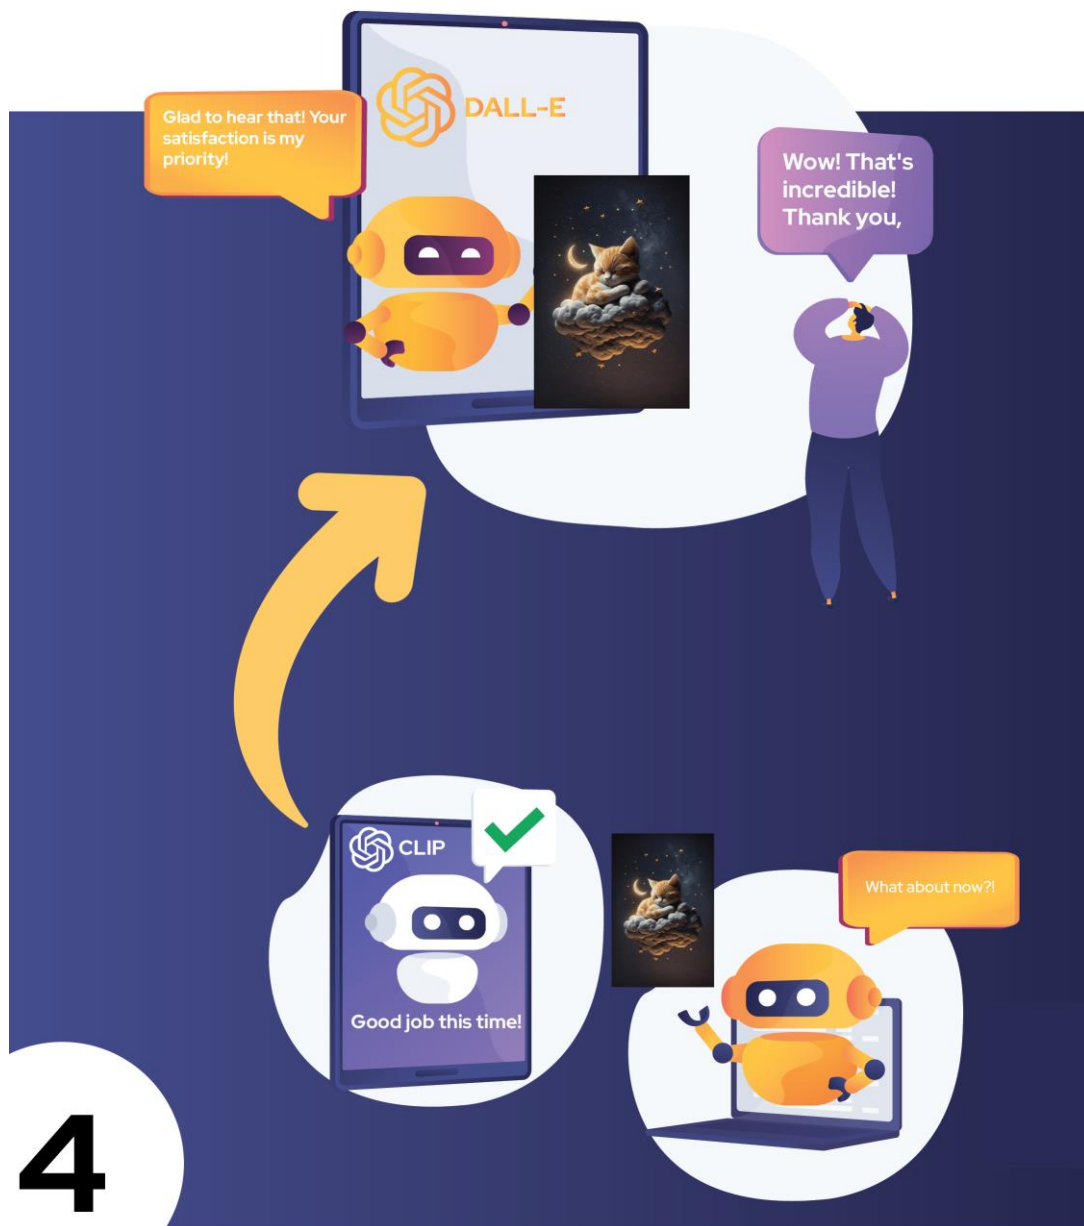 DALL-E
Glad to hear that! Your
satisfaction is my
priority!
Wow! That's
incredible!
Thank you,
CLIP
What about now?!
Good job this time!
4